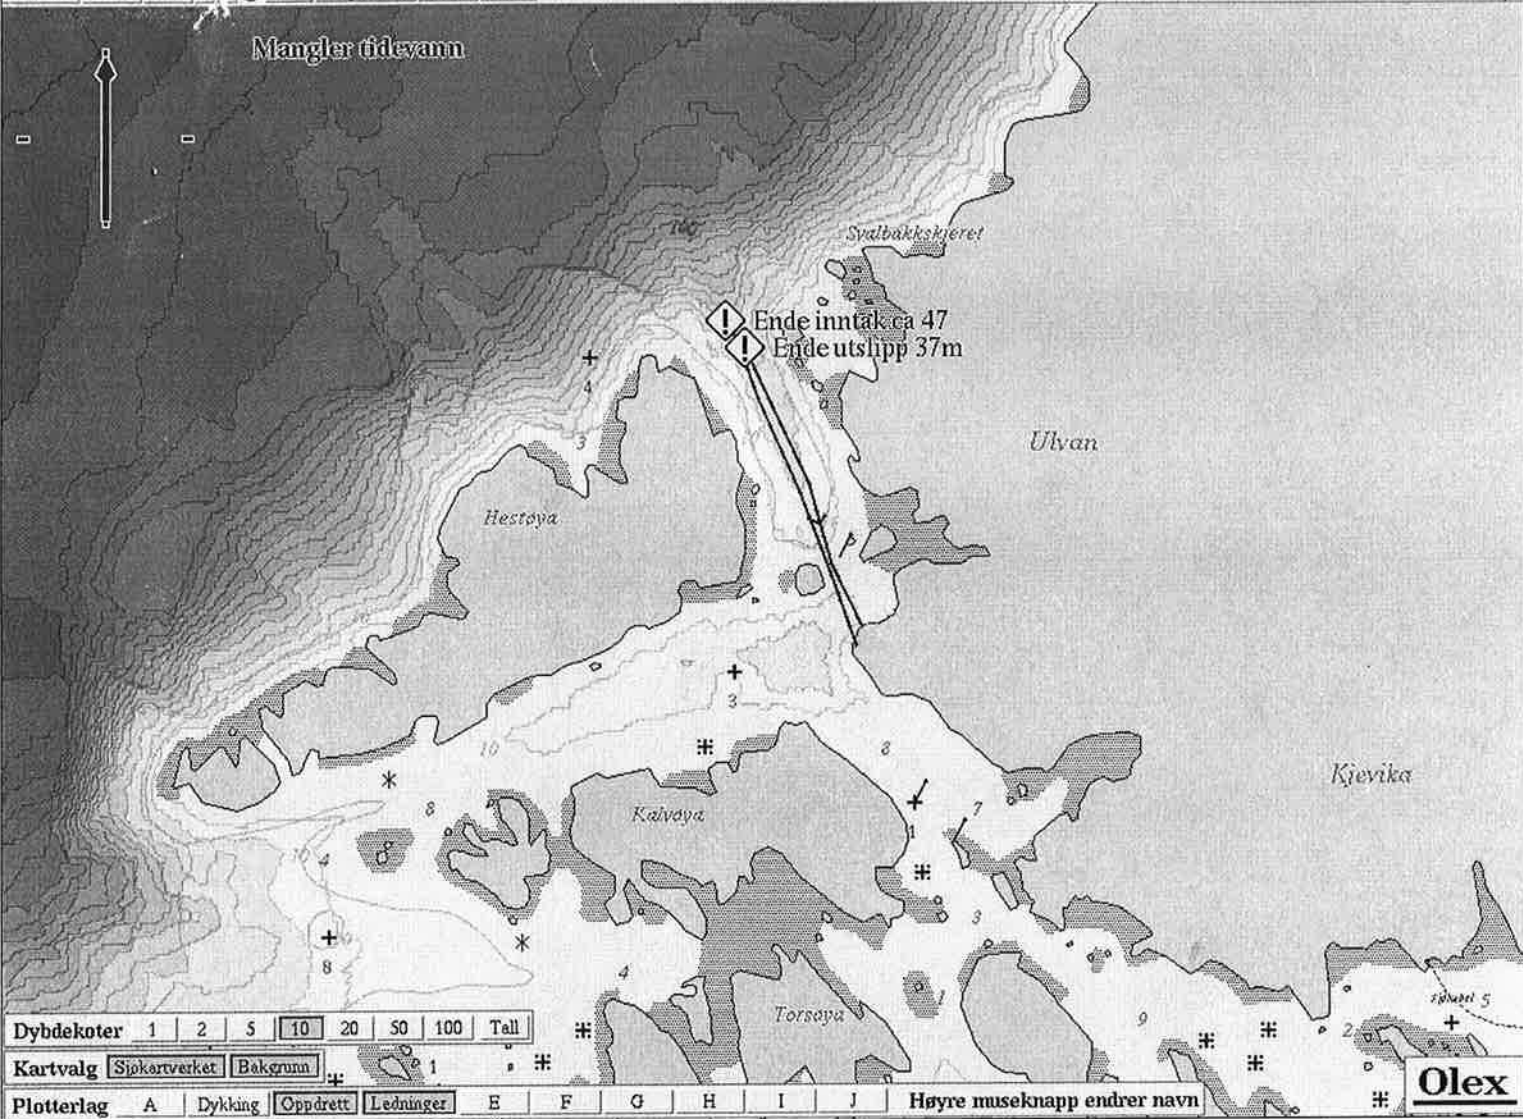 Mangler tidevann
100
Svalbakkskjeret
Ende inntak ca 47
Ende utslipp 37m
4
3
Ulvan
Hestøya
3
10
8
Kjevika
8
7
Kalvøya
1
10
4
3
8
4
1
Torsøya
9
Sjøkabel 5
2
Dybdekoter 1 2 5 10 20 50 100 Tall
Kartvalg Sjøkartverket Bakgrunn
1
Olex
Plotterlag A Dykking Oppdrett Ledninger E F G H I J Høyre museknapp endrer navn